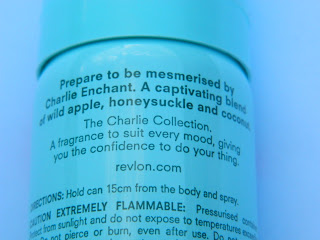 Prepare to be mesmerised by
Charlie Enchant. A captivating blend
of wild apple, honeysuckle and coconut.
The Charlie Collection.
A fragrance to suit every mood, giving
you the confidence to do your thing.
revlon.com
DIRECTIONS: Hold can 15cm from the body and spray.
CAUTION EXTREMELY FLAMMABLE: Pressurised
from sunlight and do not expose to temperatures
not pierce or burn, even after use. Do